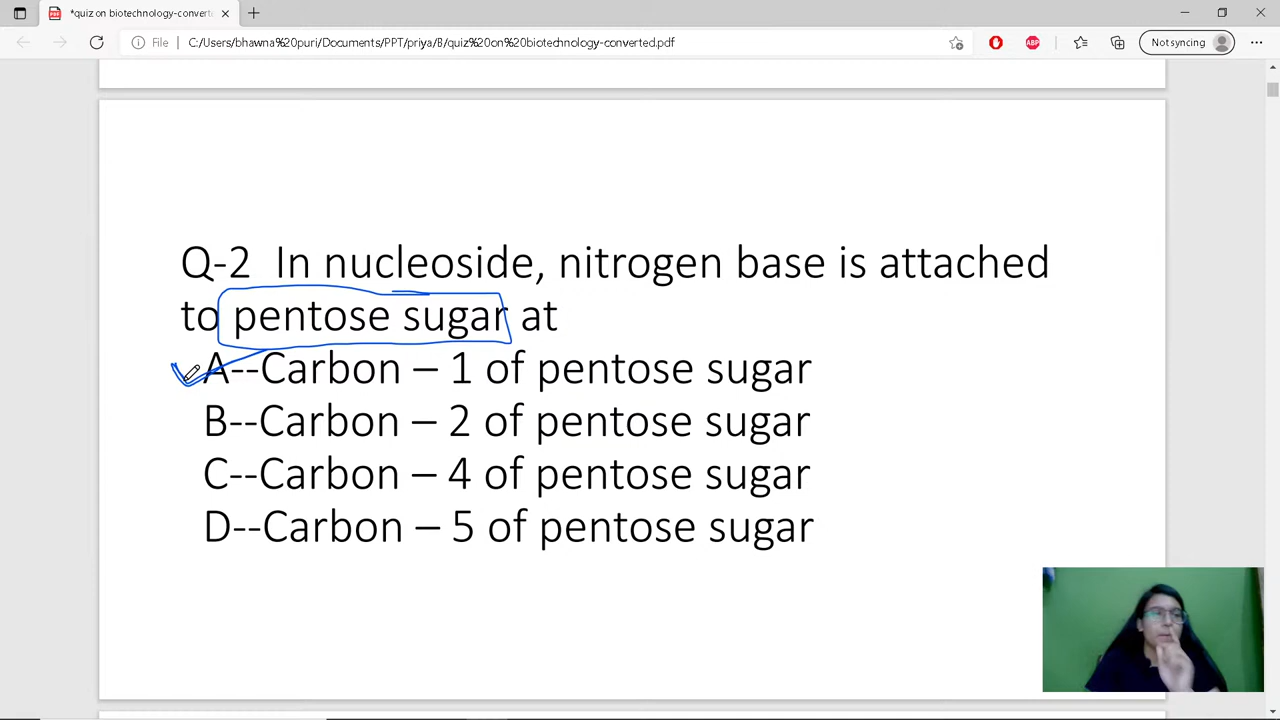 *quiz on biotechnology-converted
File C:/Users/bhawna%20puri/Documents/PPT/priya/B/quiz%20on%20biotechnology-converted.pdf
ABP
Not syncing
Q-2 In nucleoside, nitrogen base is attached
to pentose sugar at
A--Carbon – 1 of pentose sugar
B--Carbon – 2 of pentose sugar
C--Carbon – 4 of pentose sugar
D--Carbon – 5 of pentose sugar